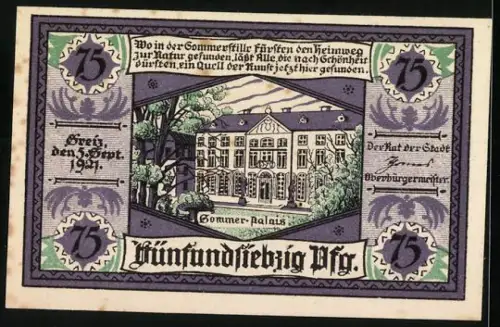 75
Wo in der Sommerstille Fürsten den Heimweg
zur Natur gefunden, läßt Alle, die nach Schönheit
dürsten, ein Quell der Kunst jetzt hier gesunden.
75
Greiz,
den 5. Sept.
1921.
Der Rat der Stadt
Oberbürgermeister.
Sommer-Palais
75
Fünfundsiebzig Pfg.
75